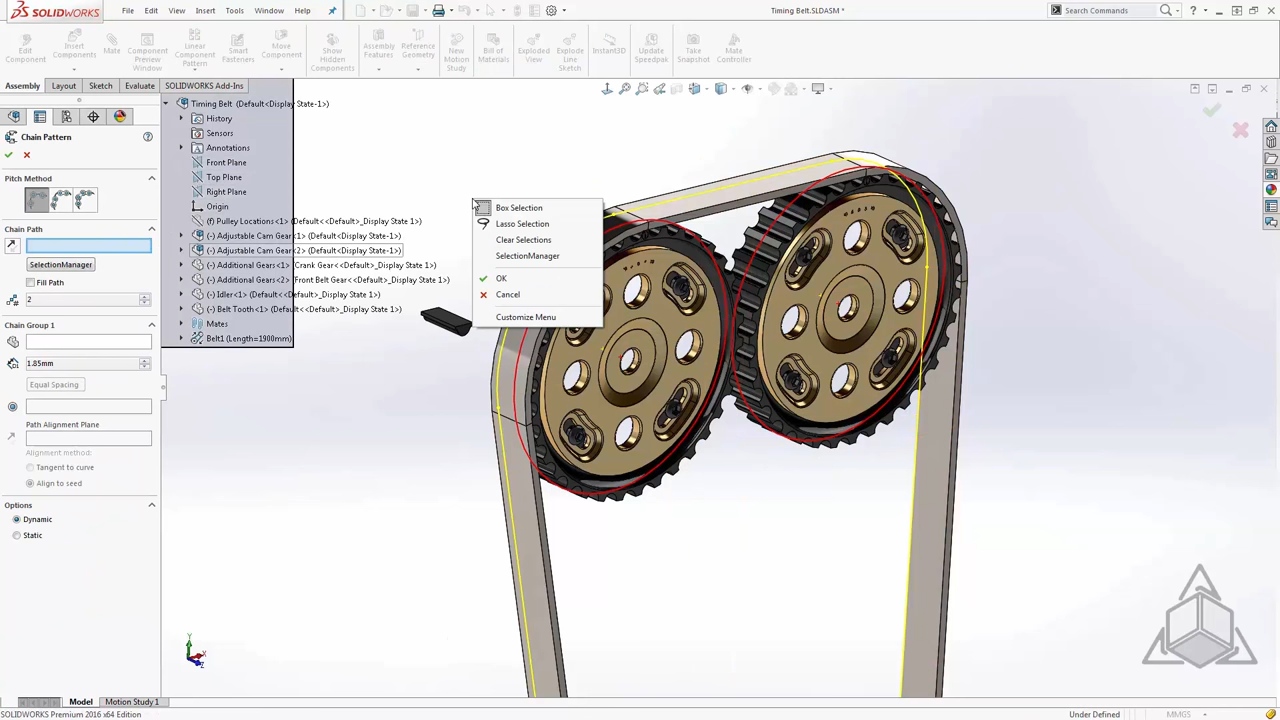 SOLIDWORKS
File Edit View Insert Tools Window Help
Timing Belt.SLDASM *
Search Commands
Edit Component
Insert Components
Mate
Component Preview Window
Linear Component Pattern
Smart Fasteners
Move Component
Show Hidden Components
Assembly Features
Reference Geometry
New Motion Study
Bill of Materials
Exploded View
Explode Line Sketch
Instant3D
Update Speedpak
Take Snapshot
Mate Controller
Assembly Layout Sketch Evaluate SOLIDWORKS Add-Ins
Timing Belt (Default<Display State-1>)
History
Sensors
Annotations
Front Plane
Top Plane
Right Plane
Origin
(f) Pulley Locations<1> (Default<<Default>_Display State 1>)
(-) Adjustable Cam Gear<1> (Default<Display State-1>)
(-) Adjustable Cam Gear<2> (Default<Display State-1>)
(-) Additional Gears<1> (Crank Gear<<Default>_Display State 1>)
(-) Additional Gears<2> (Front Belt Gear<<Default>_Display State 1>)
(-) Idler<1> (Default<<Default>_Display State 1>)
(-) Belt Tooth<1> (Default<<Default>_Display State 1>)
Mates
Belt1 (Length=1900mm)
Chain Pattern
Pitch Method
Chain Path
SelectionManager
Fill Path
2
Chain Group 1
1.85mm
Equal Spacing
Path Alignment Plane
Alignment method:
Tangent to curve
Align to seed
Options
Dynamic
Static
Box Selection
Lasso Selection
Clear Selections
SelectionManager
OK
Cancel
Customize Menu
Y
X
Z
Model Motion Study 1
SOLIDWORKS Premium 2016 x64 Edition
Under Defined
MMGS